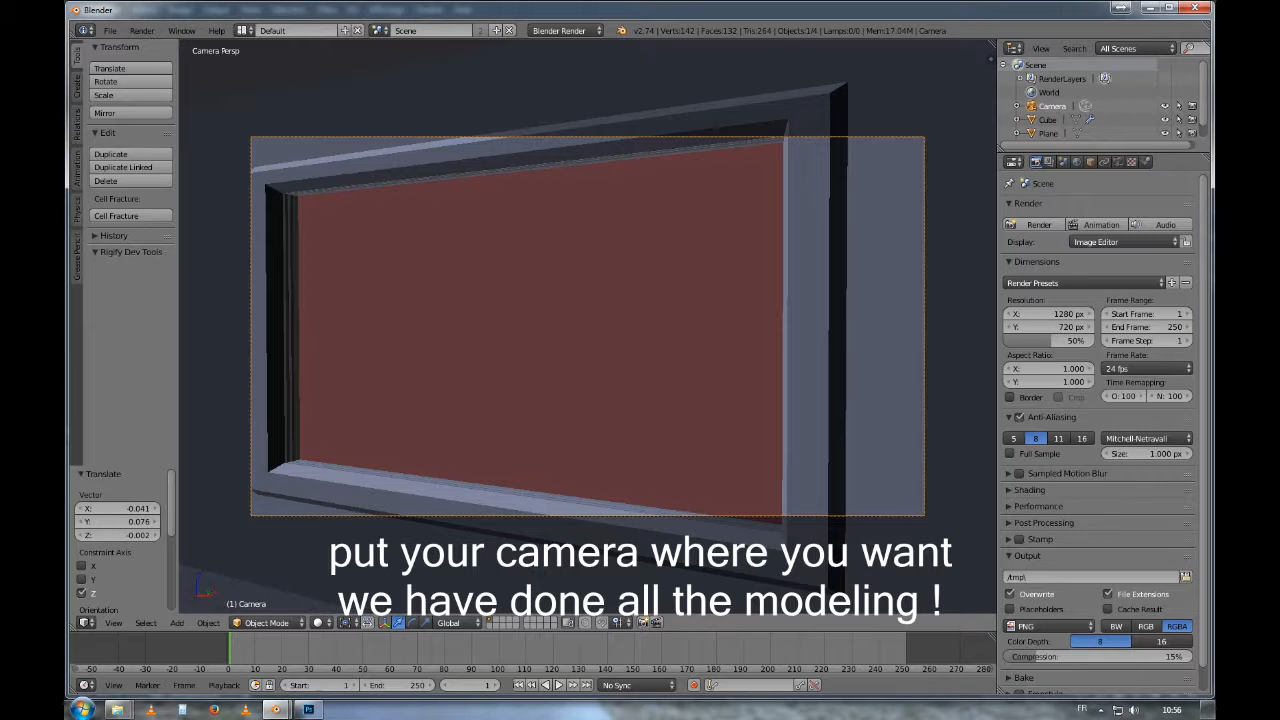 Blender
File
Render
Window
Help
Default
Scene
2
Blender Render
v2.74 | Verts:142 | Faces:132 | Tris:264 | Objects:1/4 | Lamps:0/0 | Mem:17.04M | Camera
Tools
Create
Relations
Animation
Physics
Grease Pencil
Transform
Translate
Rotate
Scale
Mirror
Edit
Duplicate
Duplicate Linked
Delete
Cell Fracture:
Cell Fracture
History
Rigify Dev Tools
Translate
Vector
X: -0.041
Y: 0.076
Z: -0.002
Constraint Axis
X
Y
Z
Orientation
Camera Persp
put your camera where you want
we have done all the modeling !
(1) Camera
View
Select
Add
Object
Object Mode
Global
View
Search
All Scenes
Scene
RenderLayers
World
Camera
Cube
Plane
Scene
Render
Render
Animation
Audio
Display:
Image Editor
Dimensions
Render Presets
Resolution:
X: 1280 px
Y: 720 px
50%
Frame Range:
Start Frame: 1
End Frame: 250
Frame Step: 1
Aspect Ratio:
X: 1.000
Y: 1.000
Frame Rate:
24 fps
Time Remapping:
O: 100
N: 100
Border
Crop
Anti-Aliasing
5
8
11
16
Mitchell-Netravali
Full Sample
Size: 1.000 px
Sampled Motion Blur
Shading
Performance
Post Processing
Stamp
Output
/tmp\
Overwrite
File Extensions
Placeholders
Cache Result
PNG
BW
RGB
RGBA
Color Depth:
8
16
Compression: 15%
Bake
-50 -40 -30 -20 -10 0 10 20 30 40 50 60 70 80 90 100 110 120 130 140 150 160 170 180 190 200 210 220 230 240 250 260 270 280
View
Marker
Frame
Playback
Start: 1
End: 250
1
No Sync
FR
10:56